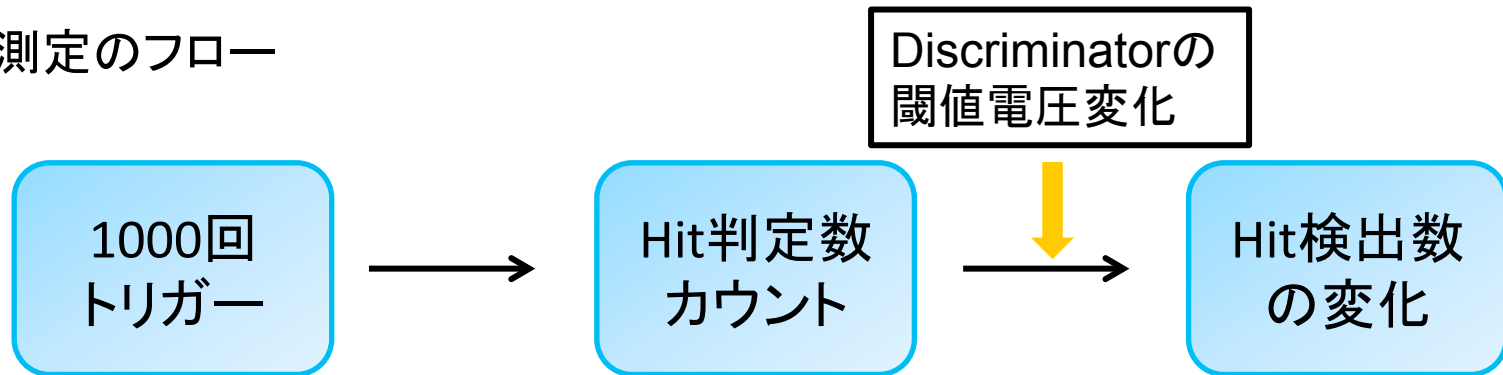 測定のフロー
Discriminatorの
閾値電圧変化
1000回
トリガー
Hit判定数
カウント
Hit検出数
の変化